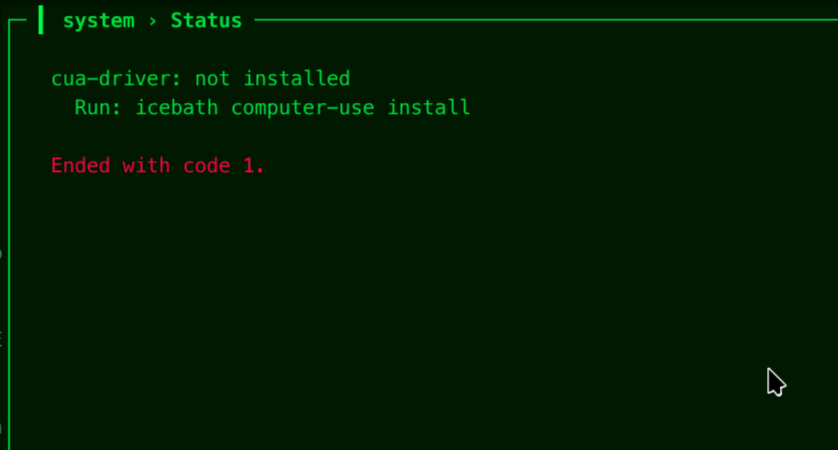 system › Status
cua-driver: not installed
Run: icebath computer-use install
Ended with code 1.